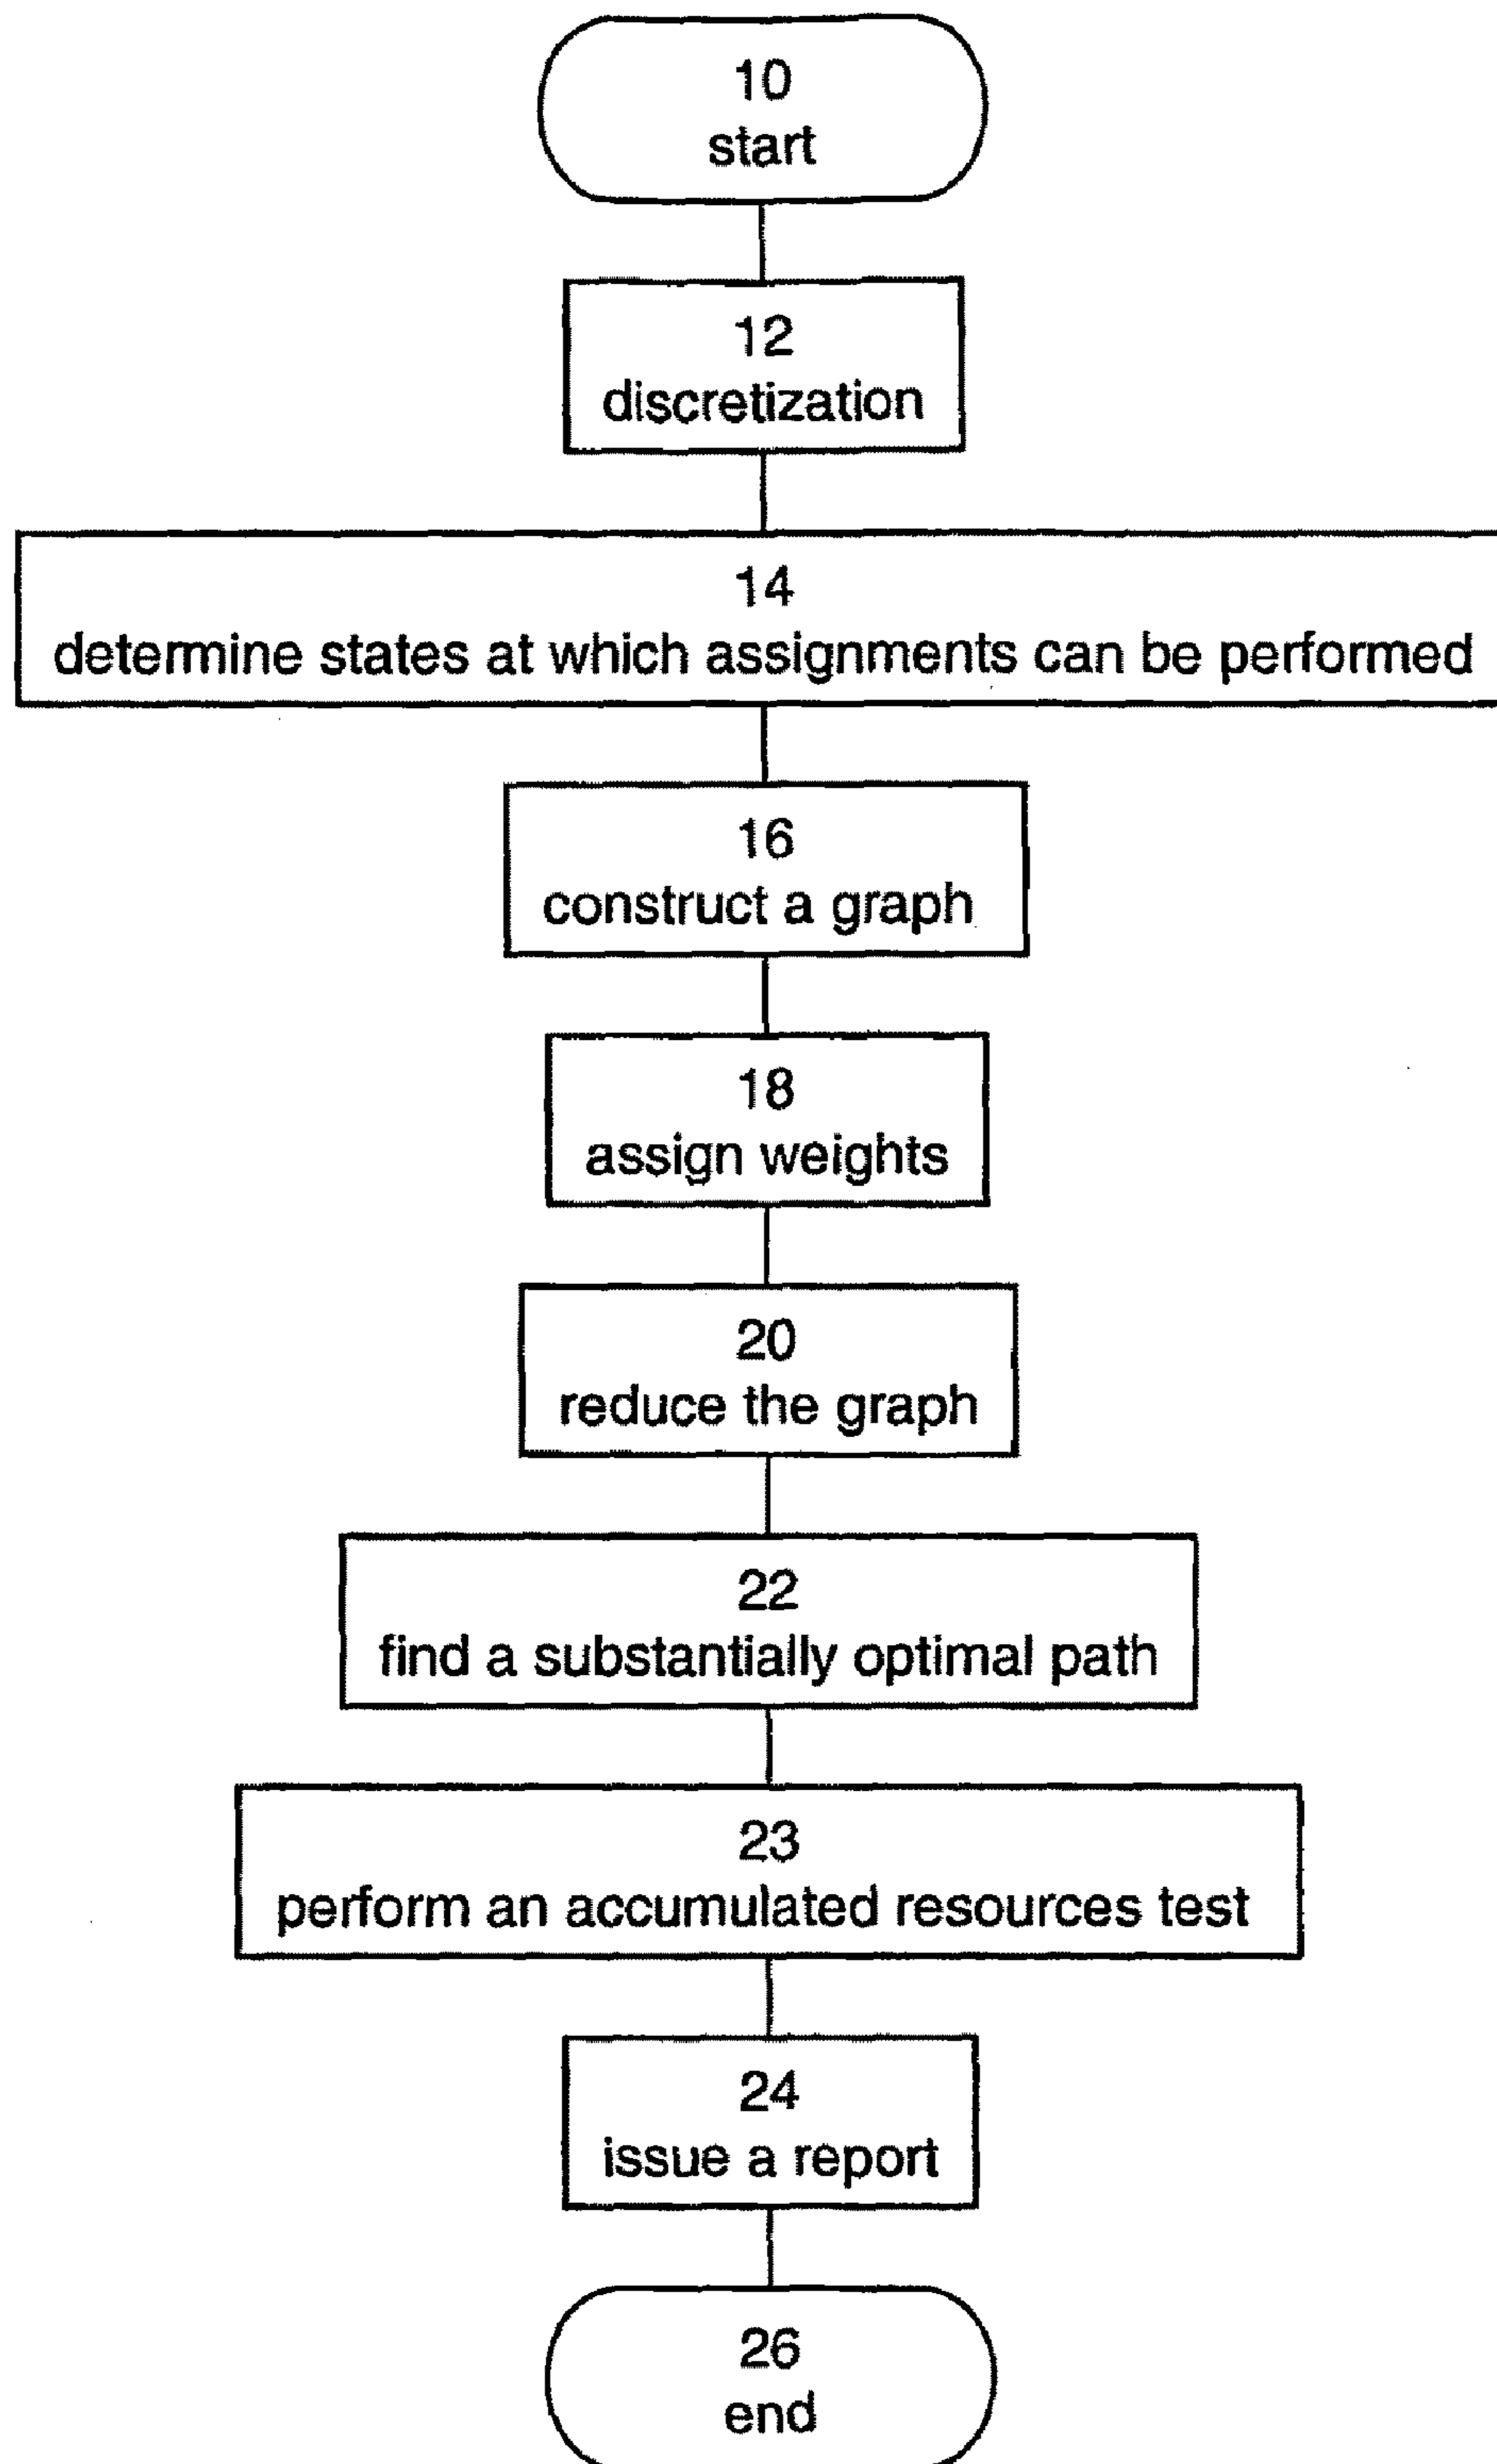 10
start
12
discretization
14
determine states at which assignments can be performed
16
construct a graph
18
assign weights
20
reduce the graph
22
find a substantially optimal path
23
perform an accumulated resources test
24
issue a report
26
end